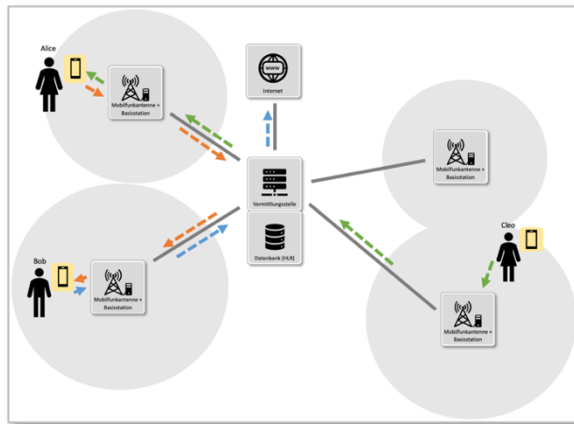 Alice
Mobilfunkantenne +
Basisstation
WWW
Internet
Mobilfunkantenne +
Basisstation
Vermittlungsstelle
Datenbank (HLR)
Cleo
Bob
Mobilfunkantenne +
Basisstation
Mobilfunkantenne +
Basisstation